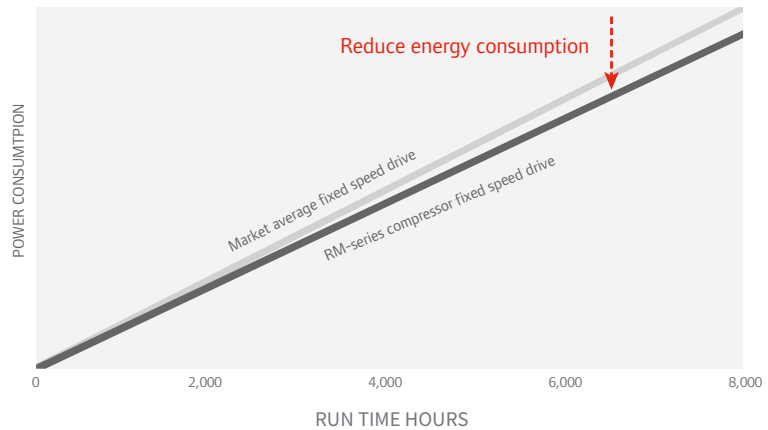 Reduce energy consumption
POWER CONSUMTPION
Market average fixed speed drive
RM-series compressor fixed speed drive
0
2,000
4,000
6,000
8,000
RUN TIME HOURS